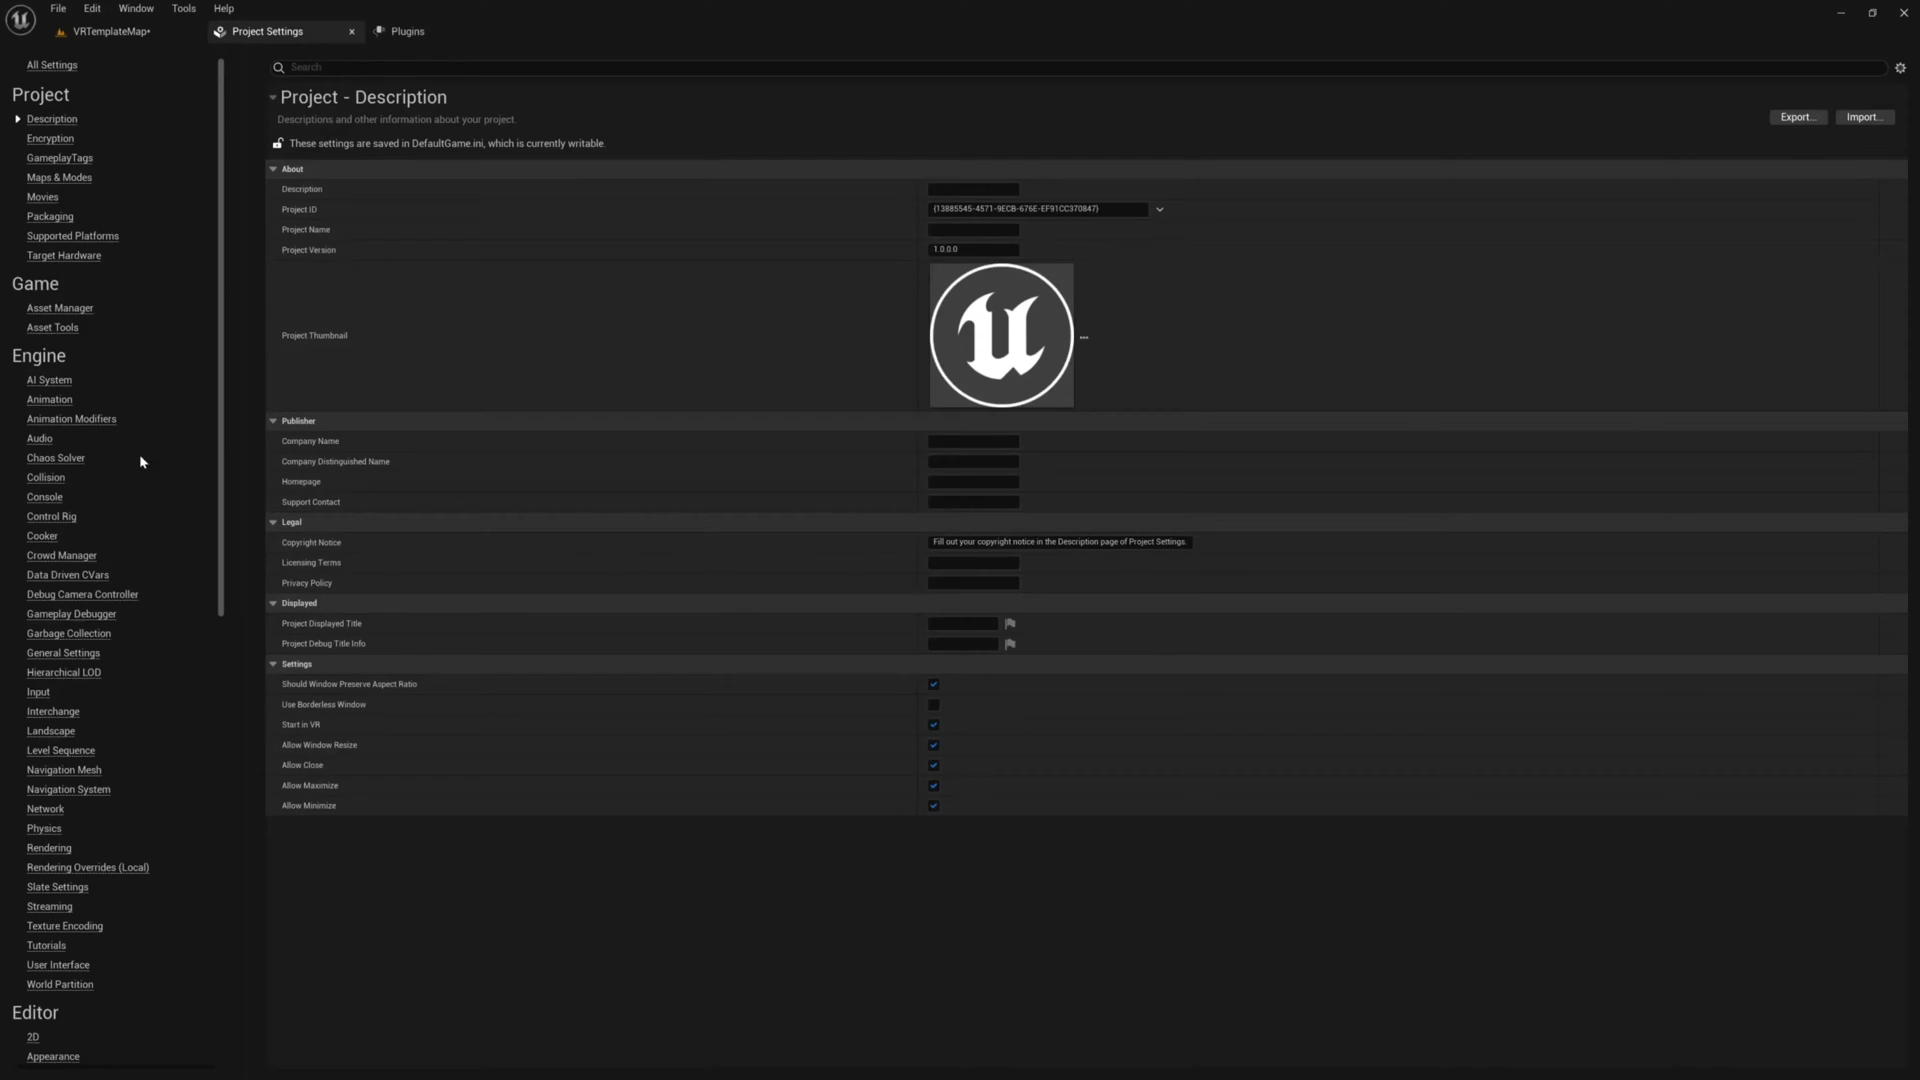 File Edit Window Tools Help
VRTemplateMap* Project Settings Plugins
All Settings
Project
Description
Encryption
GameplayTags
Maps & Modes
Movies
Packaging
Supported Platforms
Target Hardware
Game
Asset Manager
Asset Tools
Engine
AI System
Animation
Animation Modifiers
Audio
Chaos Solver
Collision
Console
Control Rig
Cooker
Crowd Manager
Data Driven CVars
Debug Camera Controller
Gameplay Debugger
Garbage Collection
General Settings
Hierarchical LOD
Input
Interchange
Landscape
Level Sequence
Navigation Mesh
Navigation System
Network
Physics
Rendering
Rendering Overrides (Local)
Slate Settings
Streaming
Texture Encoding
Tutorials
User Interface
World Partition
Editor
2D
Appearance
Search
Project - Description
Descriptions and other information about your project.
Export... Import...
These settings are saved in DefaultGame.ini, which is currently writable.
About
Description
Project ID {13885545-4571-9ECB-676E-EF91CC370847}
Project Name
Project Version 1.0.0.0
Project Thumbnail
Publisher
Company Name
Company Distinguished Name
Homepage
Support Contact
Legal
Copyright Notice Fill out your copyright notice in the Description page of Project Settings.
Licensing Terms
Privacy Policy
Displayed
Project Displayed Title
Project Debug Title Info
Settings
Should Window Preserve Aspect Ratio
Use Borderless Window
Start in VR
Allow Window Resize
Allow Close
Allow Maximize
Allow Minimize